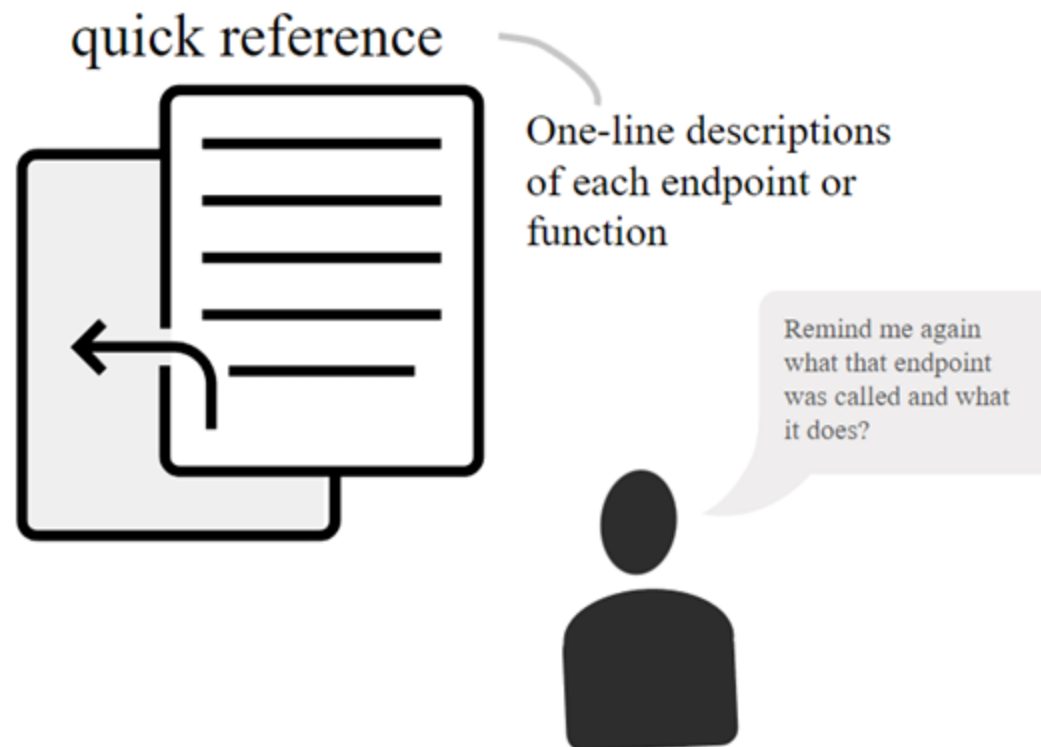 quick reference
One-line descriptions
of each endpoint or
function
Remind me again
what that endpoint
was called and what
it does?